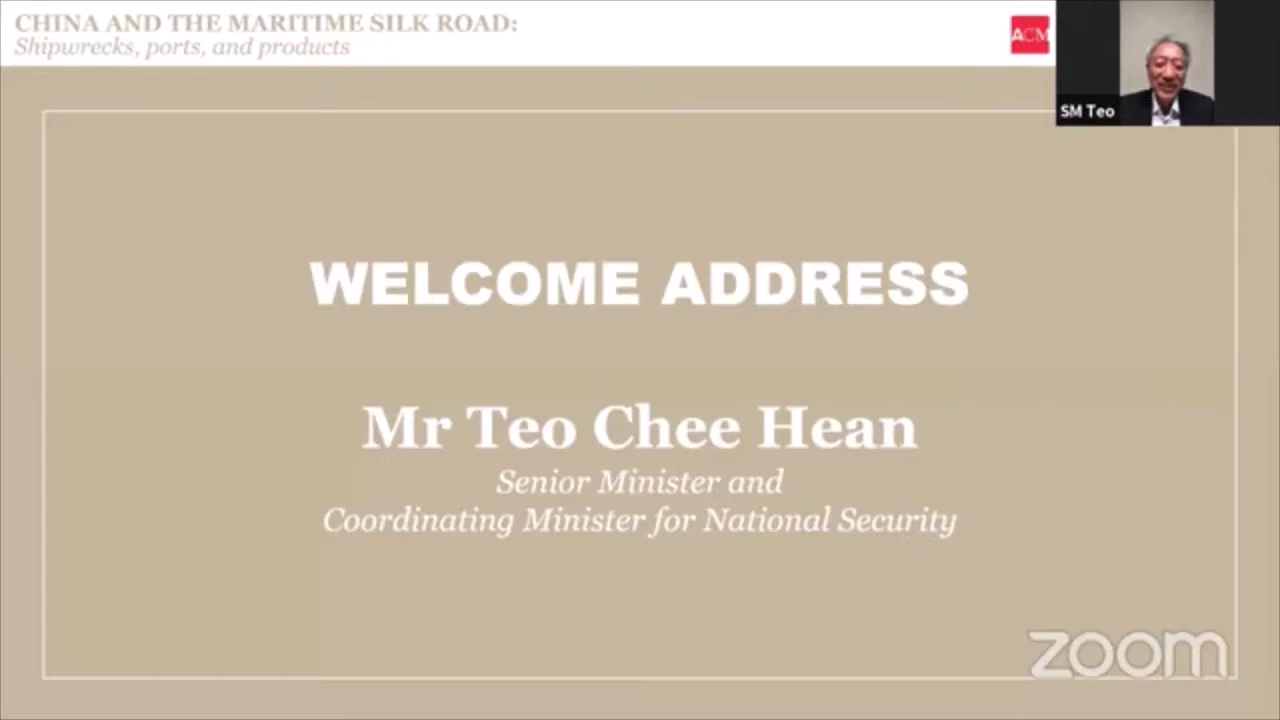 CHINA AND THE MARITIME SILK ROAD:
Shipwrecks, ports, and products
ACM
SM Teo
WELCOME ADDRESS
Mr Teo Chee Hean
Senior Minister and
Coordinating Minister for National Security
zoom